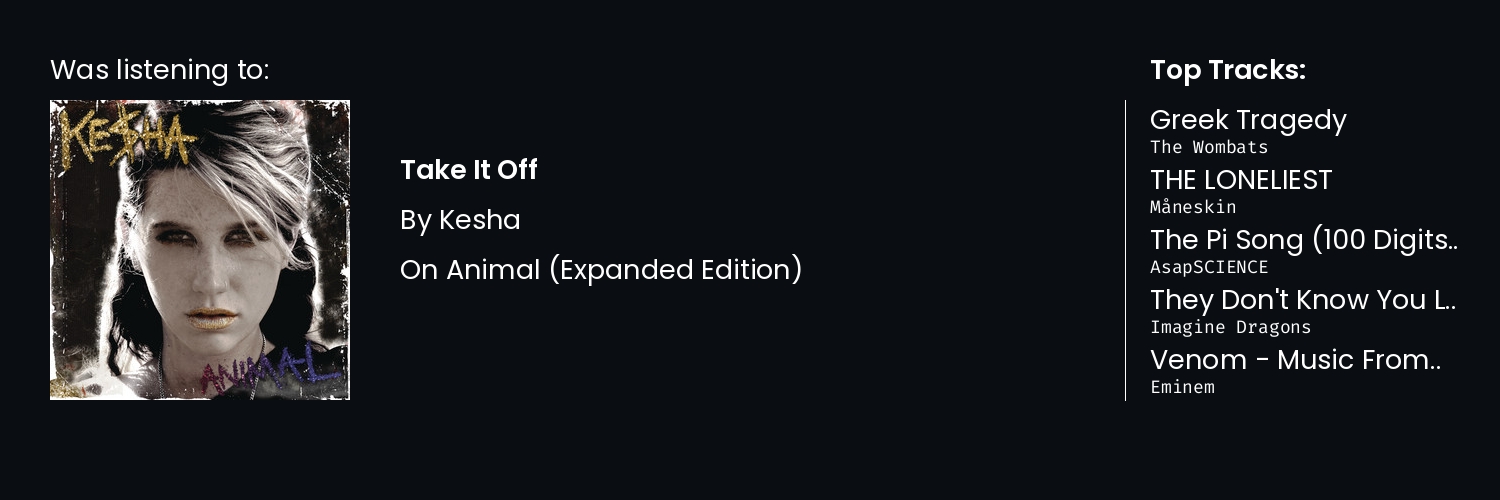 Was listening to:
KE$HA
ANIMAL
Take It Off
By Kesha
On Animal (Expanded Edition)
Top Tracks:
Greek Tragedy
The Wombats
THE LONELIEST
Måneskin
The Pi Song (100 Digits..
AsapSCIENCE
They Don't Know You L..
Imagine Dragons
Venom - Music From..
Eminem